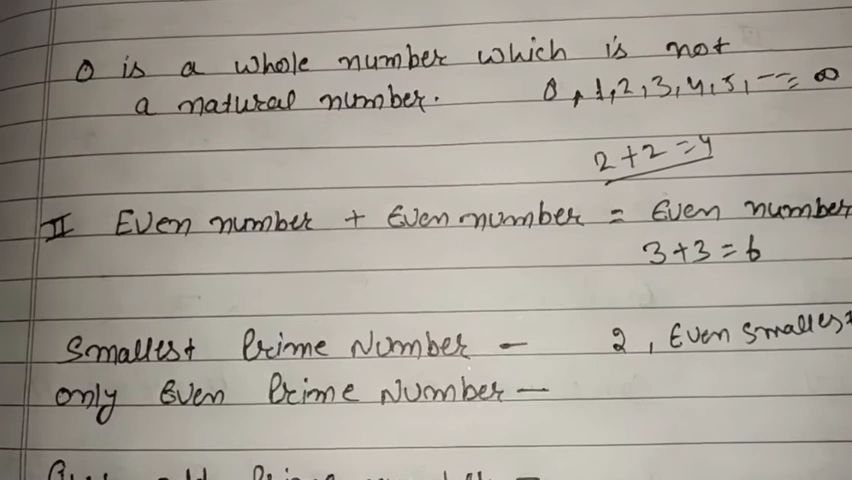 0 is a whole number which is not
a natural number. 0, 1, 2, 3, 4, 5, --- ∞
2+2=4
II Even number + Even number = Even number
3+3=6
Smallest Prime Number - 2, Even smallest
only Even Prime Number -